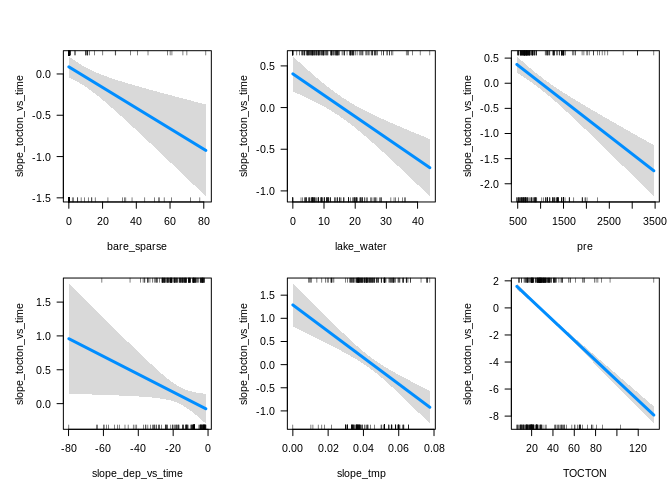 slope_tocton_vs_time
0.0
-0.5
-1.0
-1.5
0 20 40 60 80
bare_sparse
slope_tocton_vs_time
0.5
0.0
-0.5
-1.0
0 10 20 30 40
lake_water
slope_tocton_vs_time
0.5
0.0
-0.5
-1.0
-1.5
-2.0
500 1500 2500 3500
pre
slope_tocton_vs_time
1.5
1.0
0.5
0.0
-80 -60 -40 -20 0
slope_dep_vs_time
slope_tocton_vs_time
1.5
1.0
0.5
0.0
-0.5
-1.0
0.00 0.02 0.04 0.06 0.08
slope_tmp
slope_tocton_vs_time
2
0
-2
-4
-6
-8
20 40 60 80 120
TOCTON